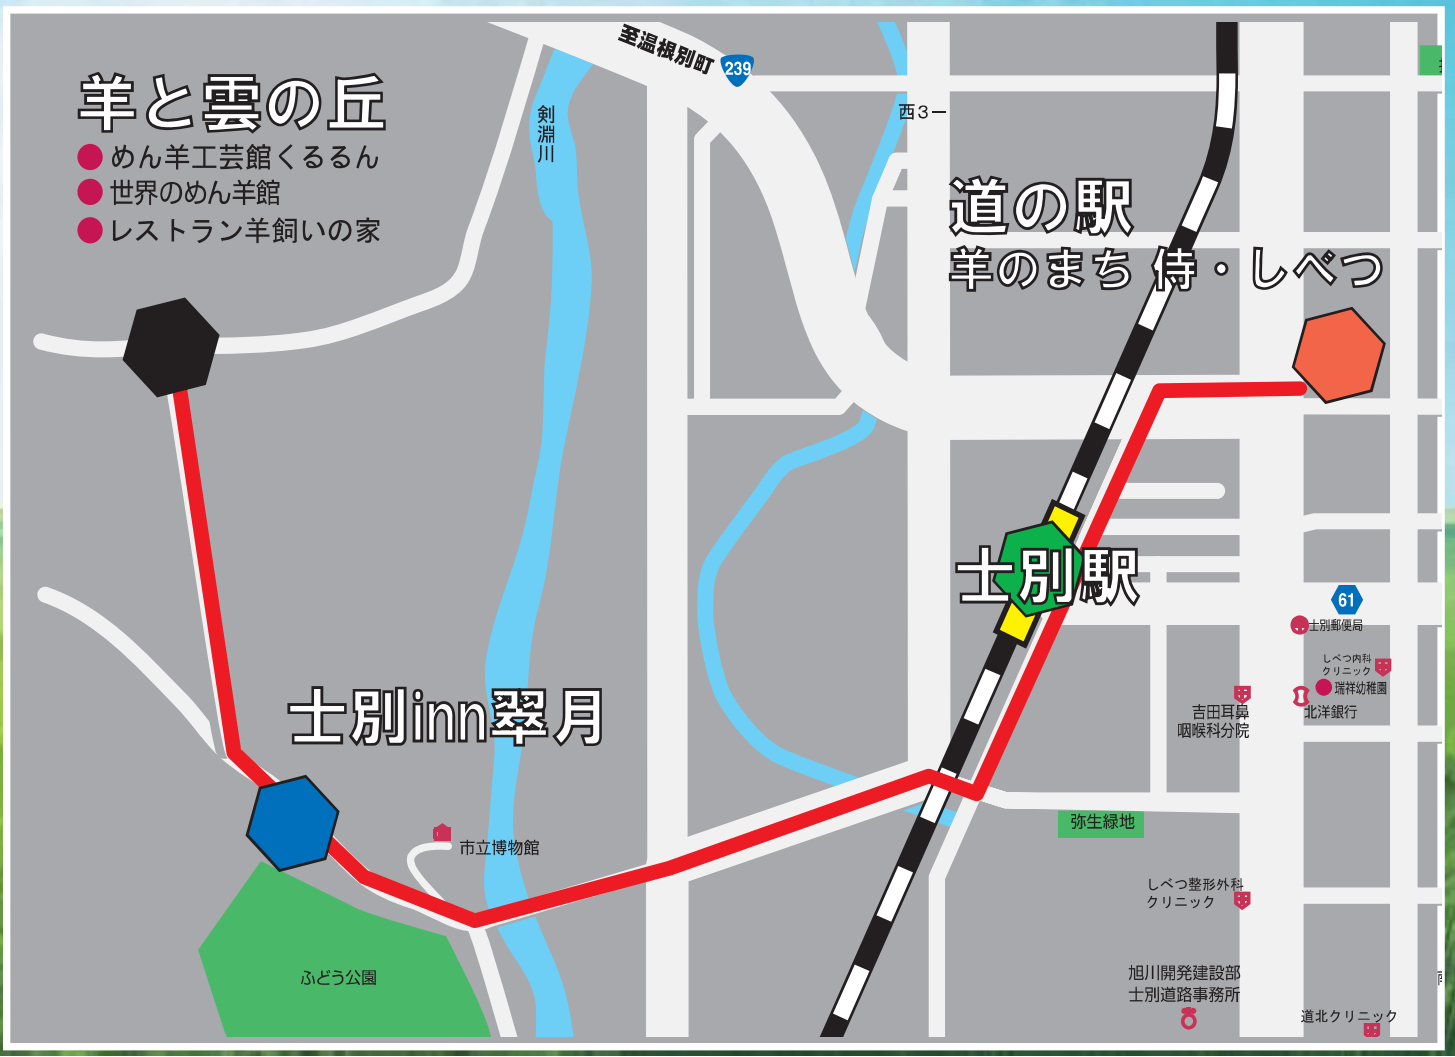 至温根別町
239
羊と雲の丘
めん羊工芸館くるるん
世界のめん羊館
レストラン羊飼いの家
剣淵川
西3ー
道の駅
羊のまち 侍・しべつ
士別駅
61
士別郵便局
しべつ内科
クリニック
瑞祥幼稚園
北洋銀行
吉田耳鼻
咽喉科分院
士別inn翠月
市立博物館
弥生緑地
しべつ整形外科
クリニック
ふどう公園
旭川開発建設部
士別道路事務所
道北クリニック